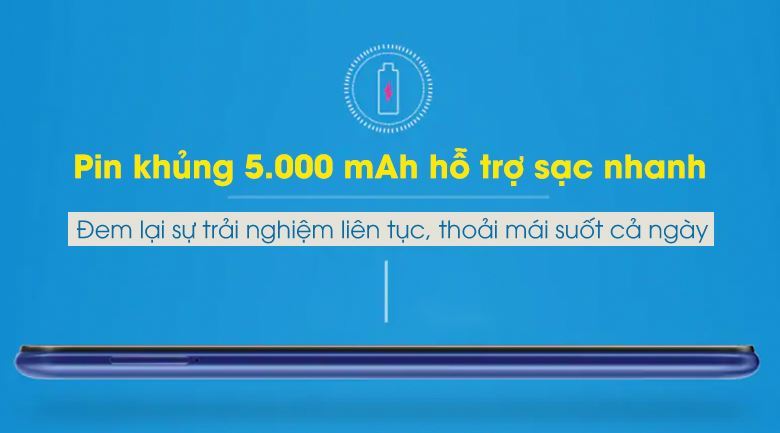 Pin khủng 5.000 mAh hỗ trợ sạc nhanh
Đem lại sự trải nghiệm liên tục, thoải mái suốt cả ngày